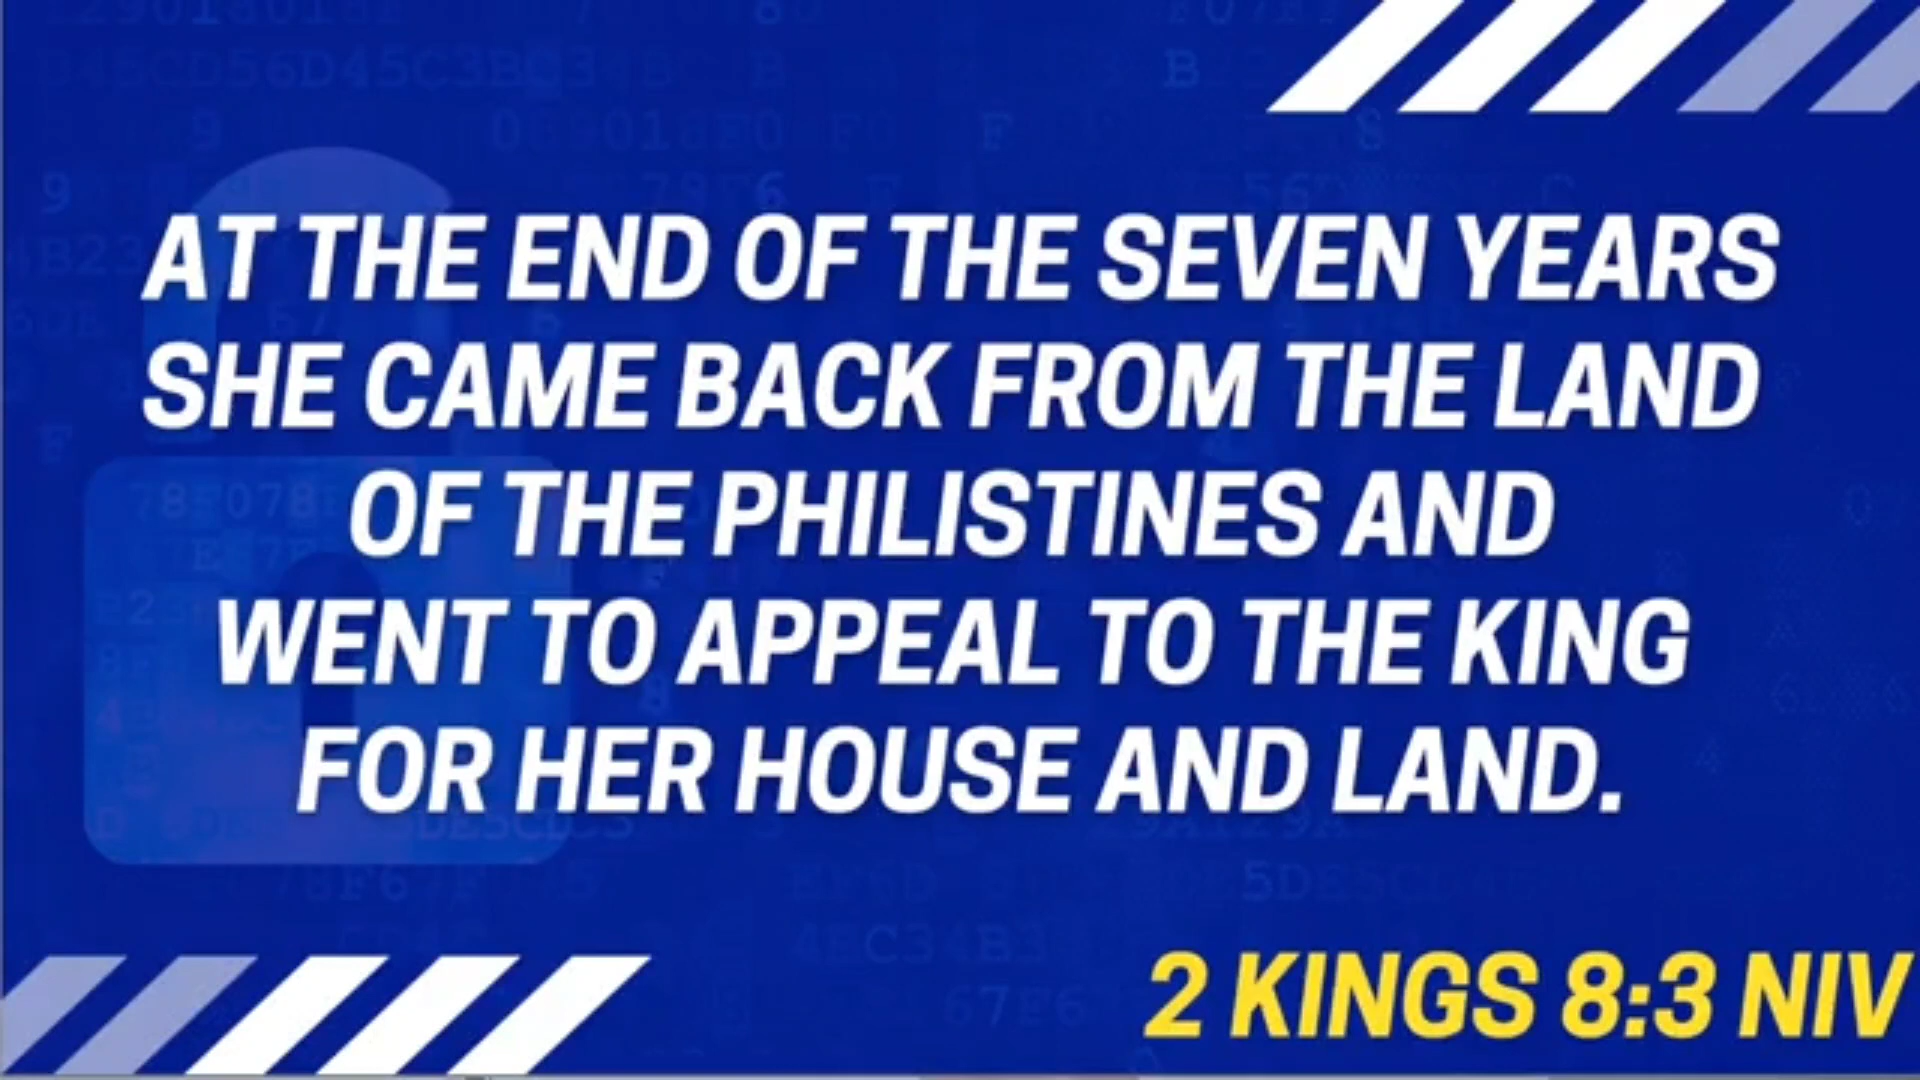 AT THE END OF THE SEVEN YEARS
SHE CAME BACK FROM THE LAND
OF THE PHILISTINES AND
WENT TO APPEAL TO THE KING
FOR HER HOUSE AND LAND.
2 KINGS 8:3 NIV